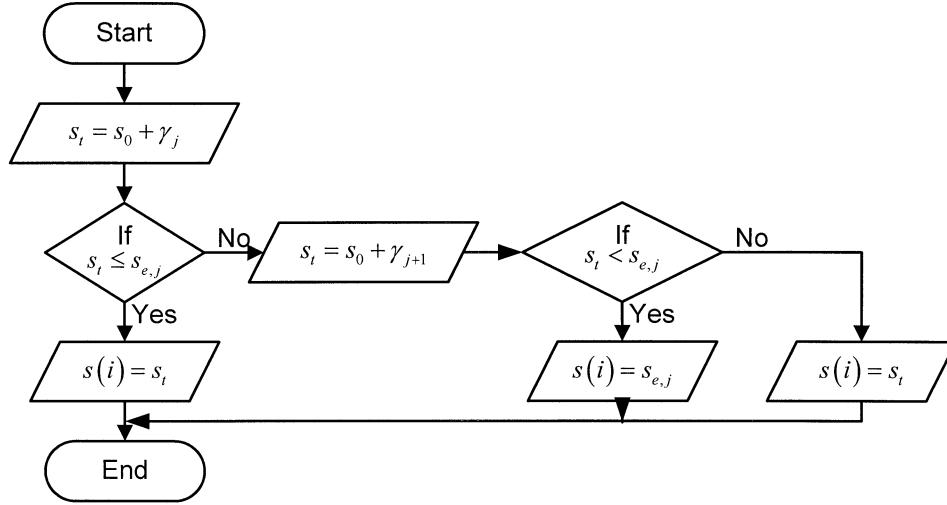 Start
s_t = s_0 + γ_j
If
s_t ≤ s_{e,j}
No
s_t = s_0 + γ_{j+1}
If
s_t < s_{e,j}
No
Yes
Yes
s(i) = s_t
s(i) = s_{e,j}
s(i) = s_t
End